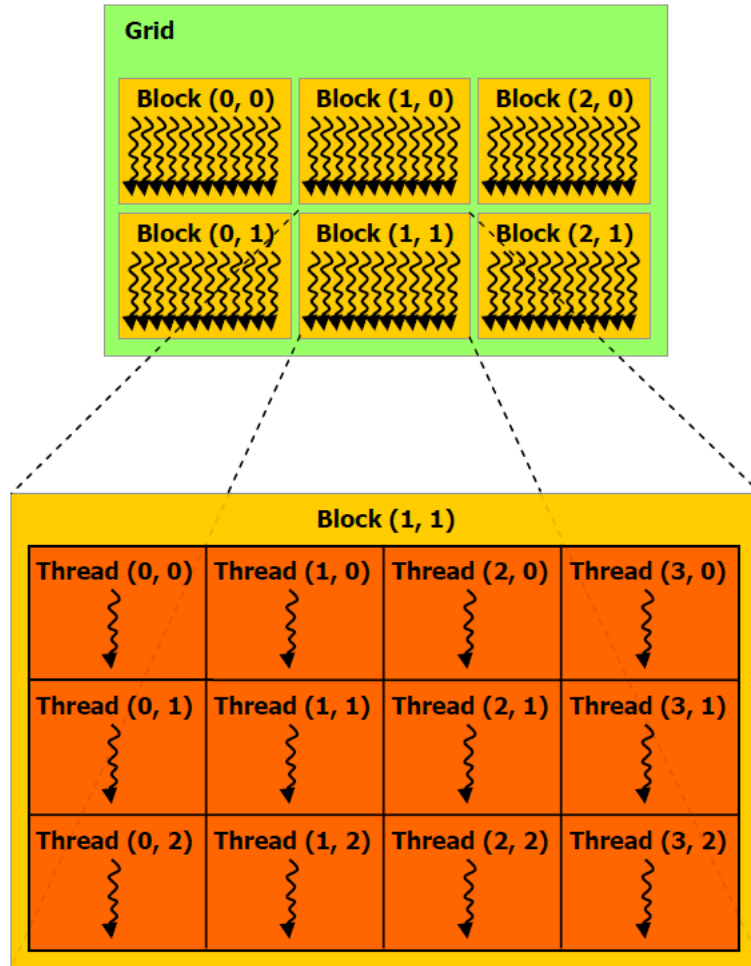 Grid
Block (0, 0) Block (1, 0) Block (2, 0)
Block (0, 1) Block (1, 1) Block (2, 1)
Block (1, 1)
Thread (0, 0) Thread (1, 0) Thread (2, 0) Thread (3, 0)
Thread (0, 1) Thread (1, 1) Thread (2, 1) Thread (3, 1)
Thread (0, 2) Thread (1, 2) Thread (2, 2) Thread (3, 2)